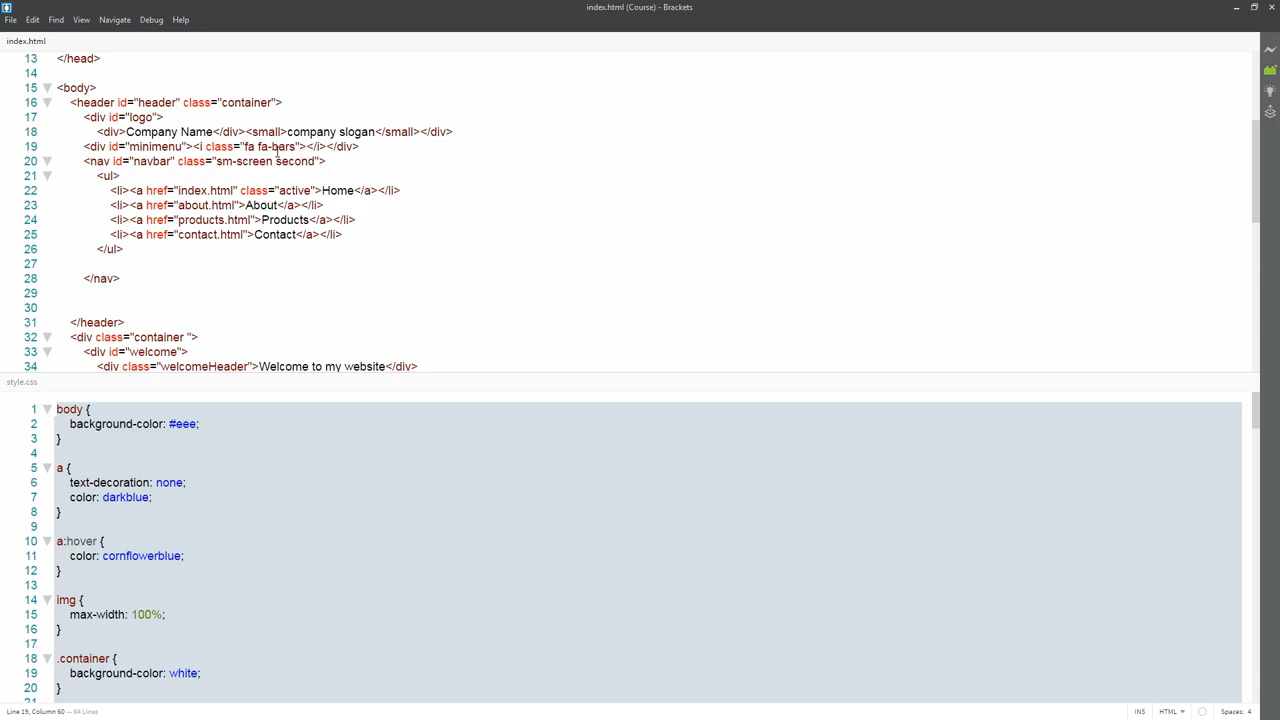 index.html (Course) - Brackets
File Edit Find View Navigate Debug Help
index.html
13 </head>
14
15 <body>
16 <header id="header" class="container">
17 <div id="logo">
18 <div>Company Name</div><small>company slogan</small></div>
19 <div id="minimenu"><i class="fa fa-bars"></i></div>
20 <nav id="navbar" class="sm-screen second">
21 <ul>
22 <li><a href="index.html" class="active">Home</a></li>
23 <li><a href="about.html">About</a></li>
24 <li><a href="products.html">Products</a></li>
25 <li><a href="contact.html">Contact</a></li>
26 </ul>
27
28 </nav>
29
30
31 </header>
32 <div class="container ">
33 <div id="welcome">
34 <div class="welcomeHeader">Welcome to my website</div>
style.css
1 body {
2 background-color: #eee;
3 }
4
5 a {
6 text-decoration: none;
7 color: darkblue;
8 }
9
10 a:hover {
11 color: cornflowerblue;
12 }
13
14 img {
15 max-width: 100%;
16 }
17
18 .container {
19 background-color: white;
20 }
21
Line 19, Column 60 — 64 Lines INS HTML Spaces: 4